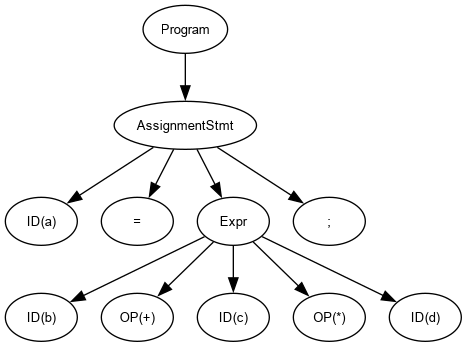 Program
AssignmentStmt
ID(a) = Expr ;
ID(b) OP(+) ID(c) OP(*) ID(d)